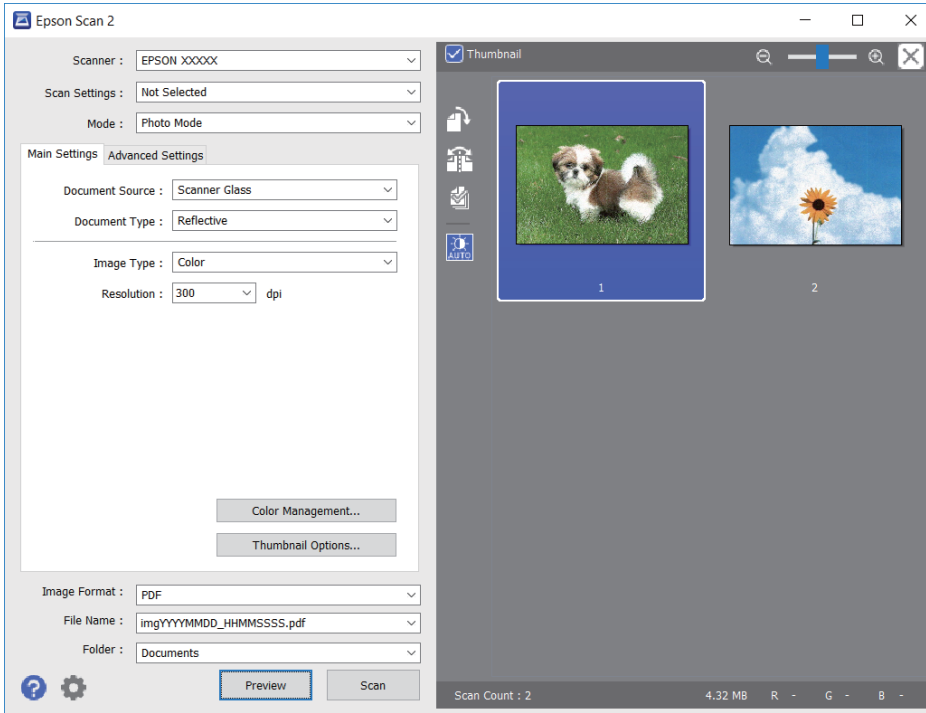 Epson Scan 2
Scanner : EPSON XXXXX
Scan Settings : Not Selected
Mode : Photo Mode
Main Settings Advanced Settings
Document Source : Scanner Glass
Document Type : Reflective
Image Type : Color
Resolution : 300 dpi
Color Management...
Thumbnail Options...
Image Format : PDF
File Name : imgYYYYMMDD_HHMMSSSS.pdf
Folder : Documents
? Preview Scan
Thumbnail
AUTO
1 2
Scan Count : 2 4.32 MB R - G - B -